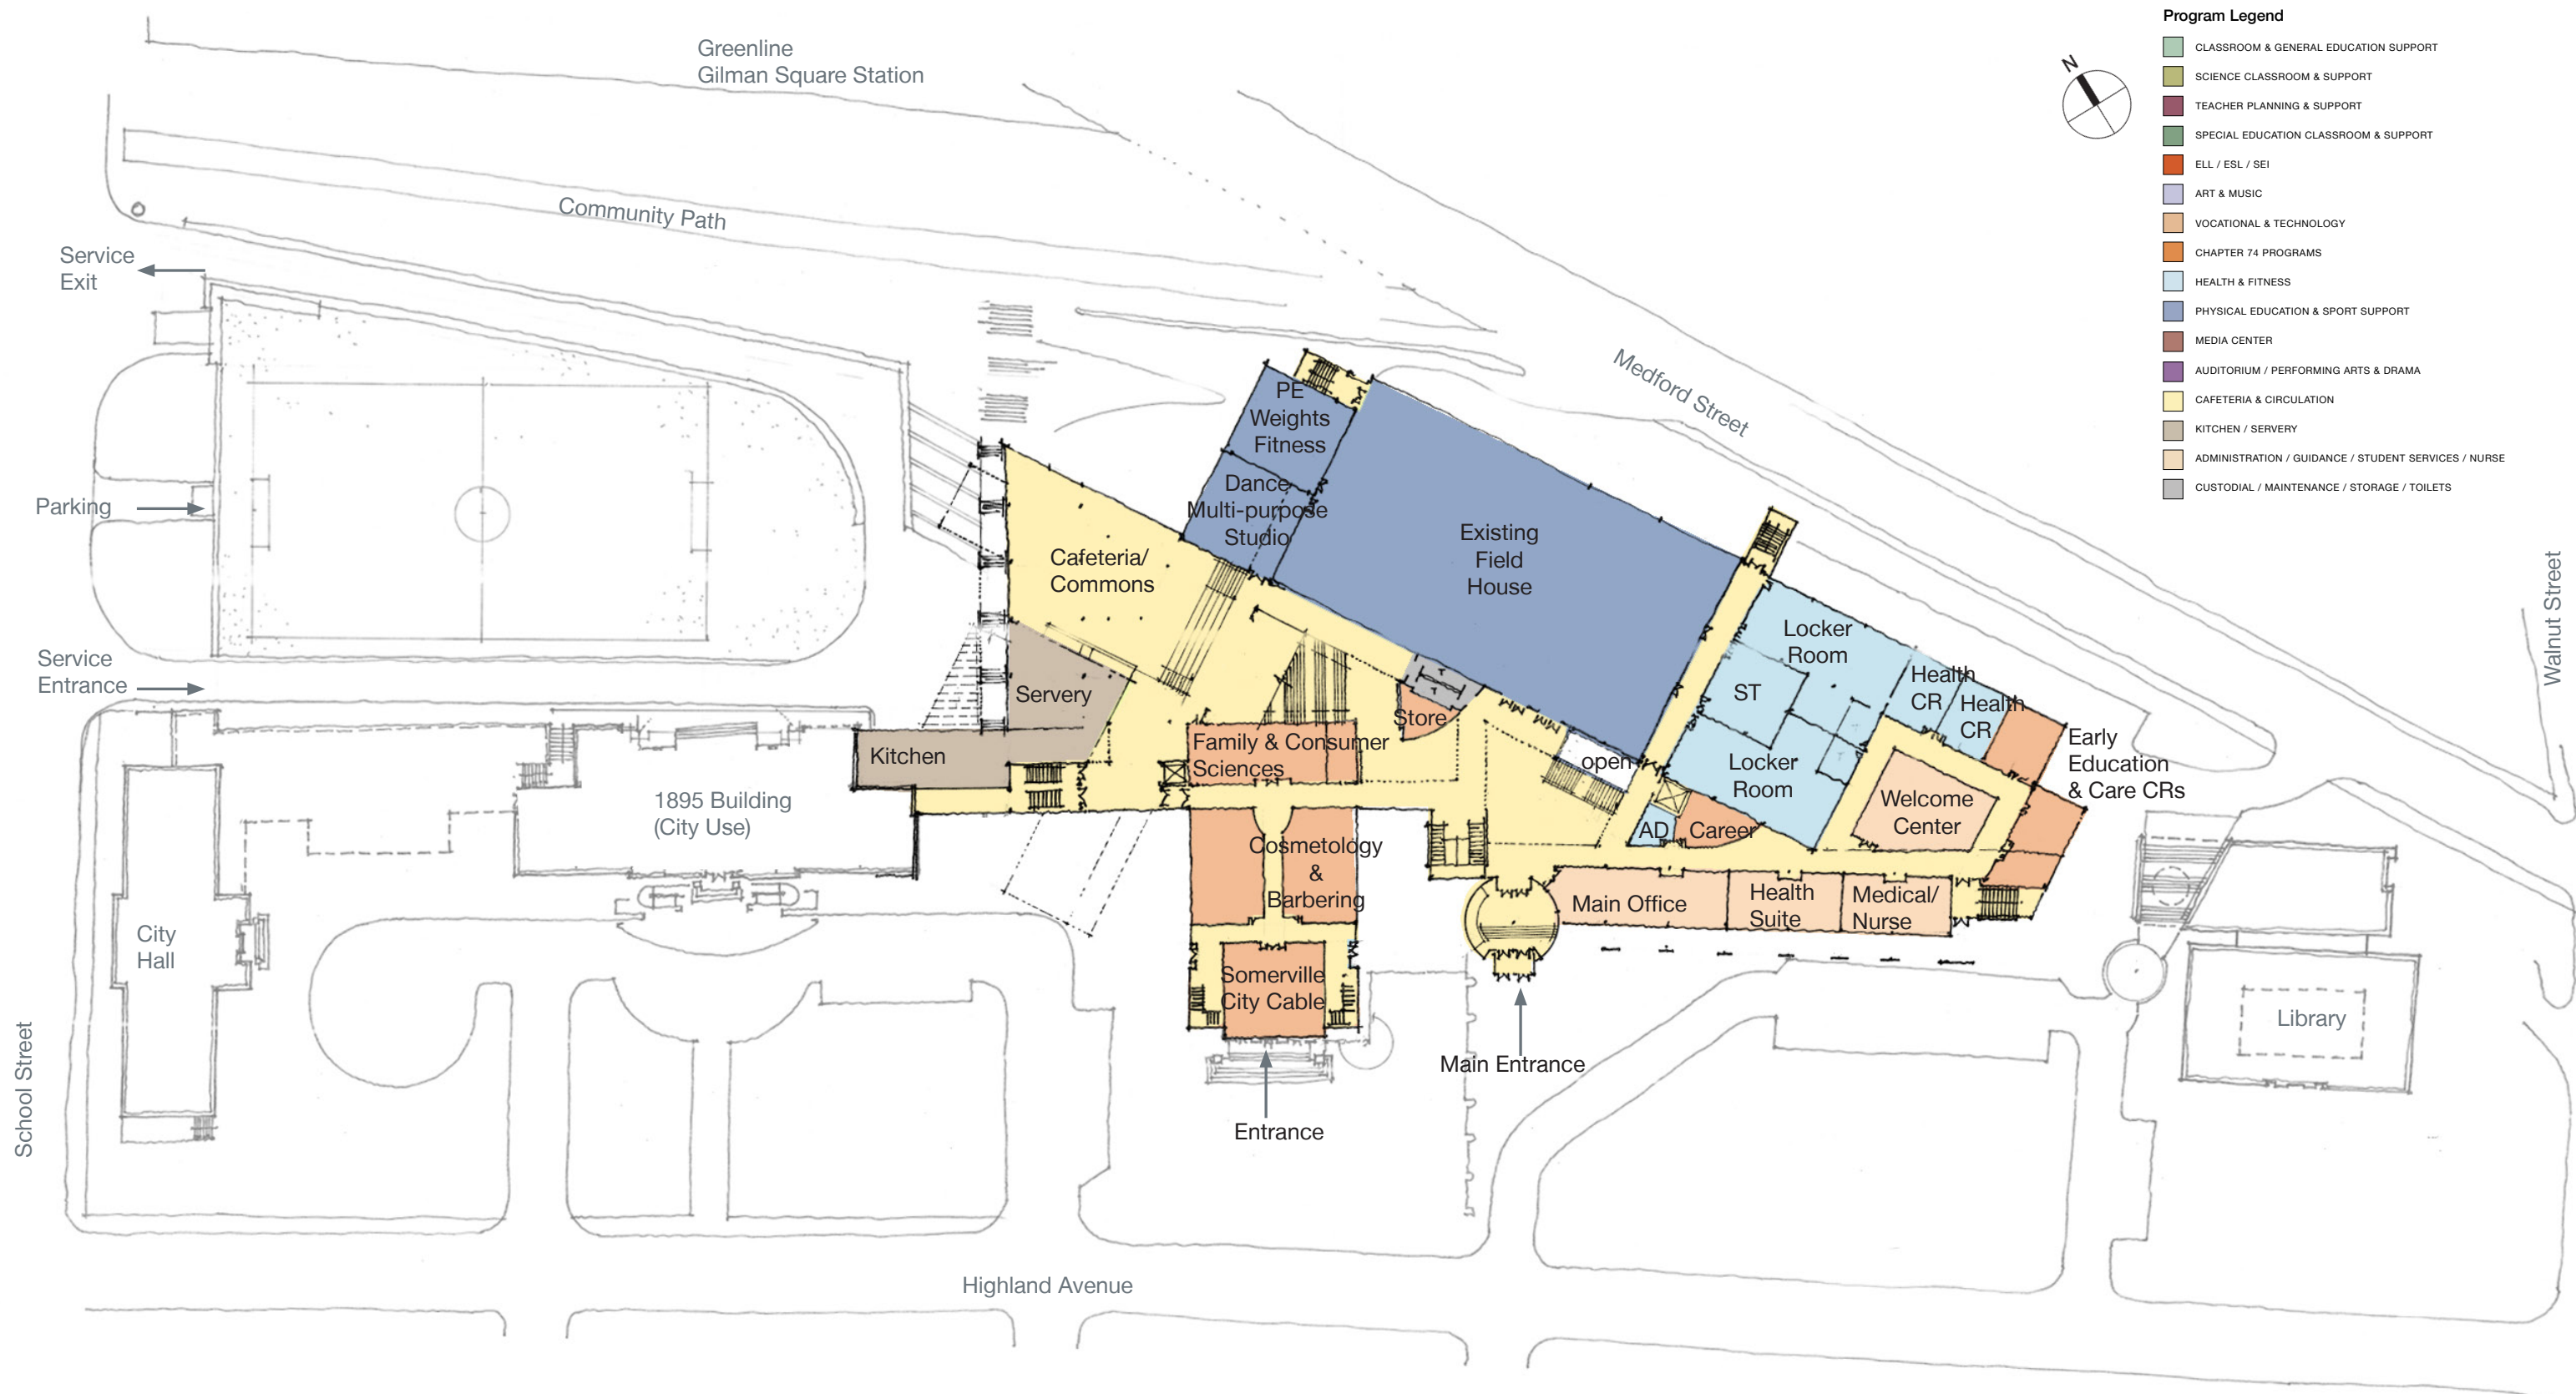 Greenline
Gilman Square Station
Community Path
Service
Exit
Parking
Service
Entrance
School Street
City
Hall
1895 Building
(City Use)
Kitchen
Servery
Cafeteria/
Commons
PE
Weights
Fitness
Dance
Multi-purpose
Studio
Existing
Field
House
Medford Street
Walnut Street
Store
Family & Consumer
Sciences
Cosmetology
&
Barbering
Somerville
City Cable
Entrance
Main Entrance
open
Locker
Room
ST
Locker
Room
Health
CR
Health
CR
Early
Education
& Care CRs
Welcome
Center
AD
Career
Main Office
Health
Suite
Medical/
Nurse
Library
Highland Avenue
N
Program Legend
CLASSROOM & GENERAL EDUCATION SUPPORT
SCIENCE CLASSROOM & SUPPORT
TEACHER PLANNING & SUPPORT
SPECIAL EDUCATION CLASSROOM & SUPPORT
ELL / ESL / SEI
ART & MUSIC
VOCATIONAL & TECHNOLOGY
CHAPTER 74 PROGRAMS
HEALTH & FITNESS
PHYSICAL EDUCATION & SPORT SUPPORT
MEDIA CENTER
AUDITORIUM / PERFORMING ARTS & DRAMA
CAFETERIA & CIRCULATION
KITCHEN / SERVERY
ADMINISTRATION / GUIDANCE / STUDENT SERVICES / NURSE
CUSTODIAL / MAINTENANCE / STORAGE / TOILETS